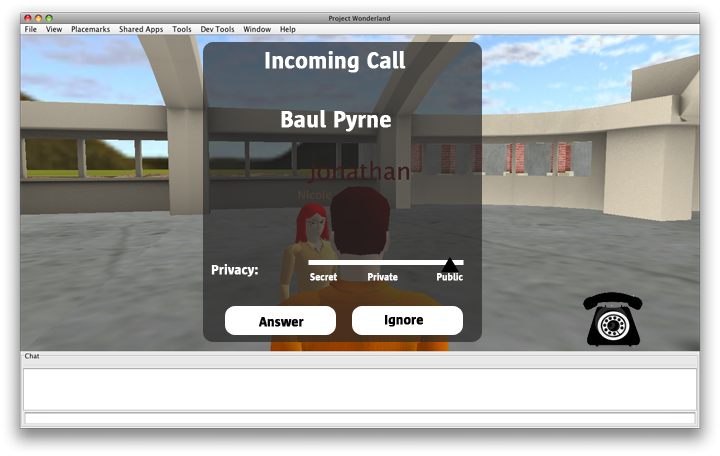 Project Wonderland
File View Placemarks Shared Apps Tools Dev Tools Window Help
Incoming Call
Baul Pyrne
Jonathan
Nicole
Privacy:
Secret Private Public
Answer Ignore
Chat